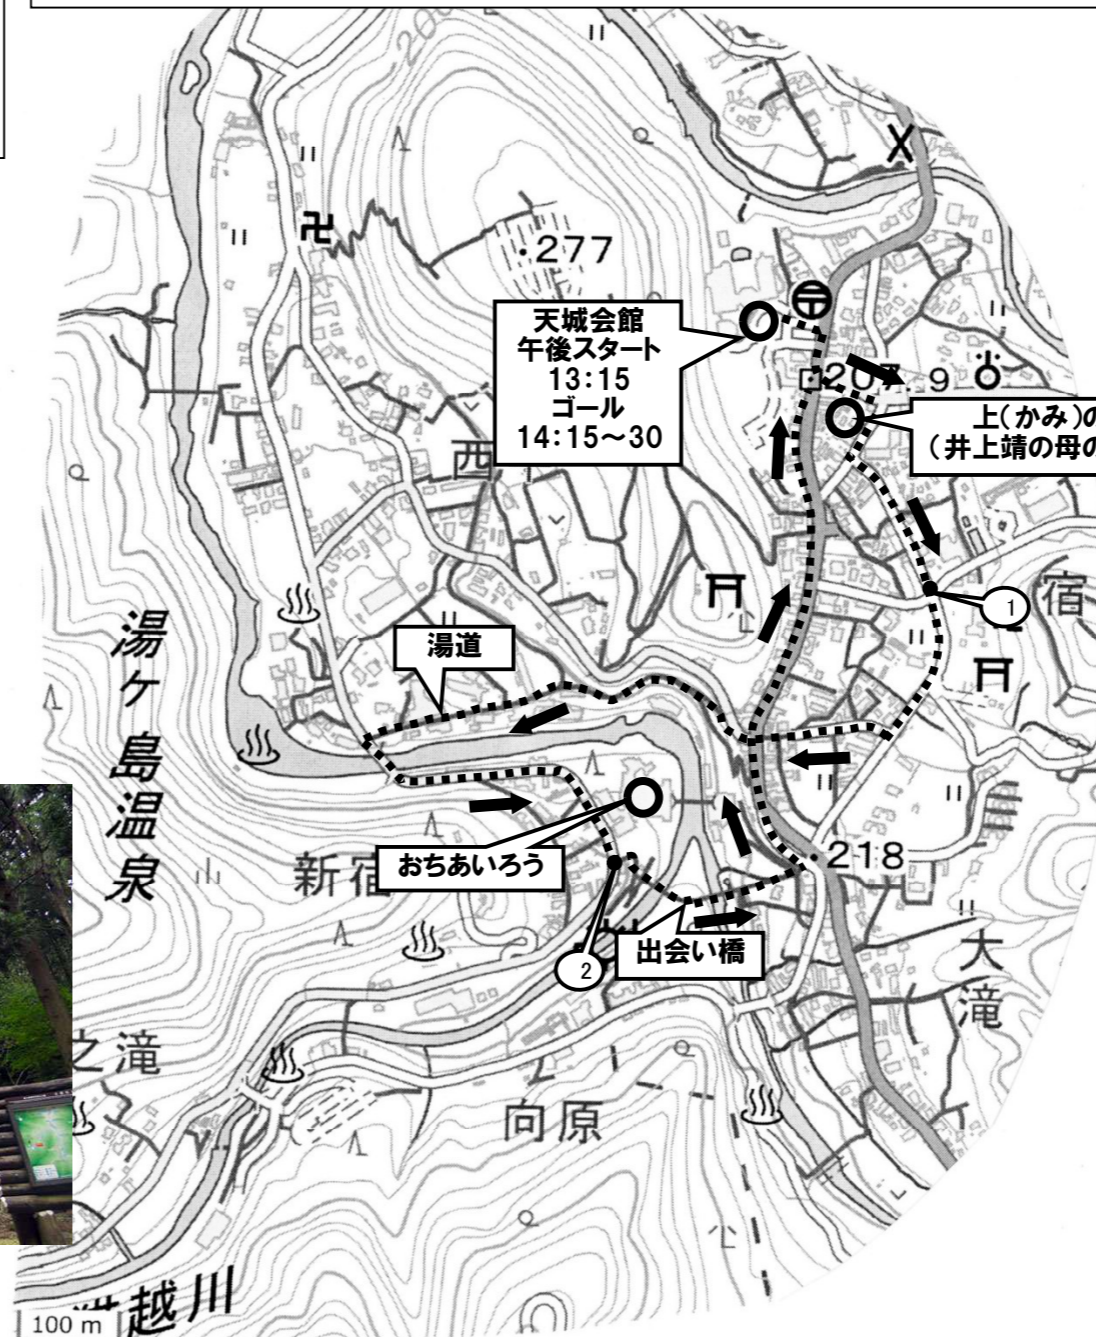 200
277
天城会館
午後スタート
13:15
ゴール
14:15～30
207.9
上(かみ)の
(井上靖の母の
西
宿
1
湯道
湯ヶ島温泉
218
新宿
おちあいろう
2
出会い橋
大滝
之滝
向原
越川
100 m